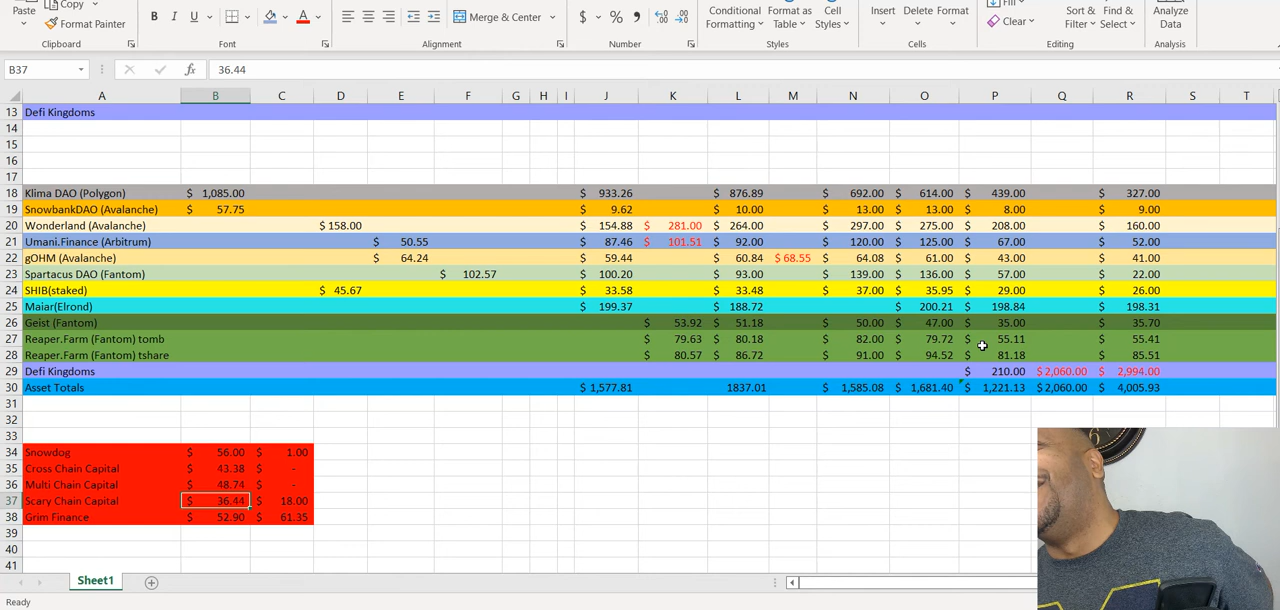 Paste Copy Format Painter Clipboard
B I U A Font
Merge & Center Alignment
$ % , Number
Conditional Formatting Format as Table Cell Styles Styles
Insert Delete Format Cells
Fill Clear Sort & Filter Find & Select Editing
Analyze Data Analysis
B37 fx 36.44
A B C D E F G H I J K L M N O P Q R S T
13 Defi Kingdoms
14
15
16
17
18 Klima DAO (Polygon) $ 1,085.00 $ 933.26 $ 876.89 $ 692.00 $ 614.00 $ 439.00 $ 327.00
19 SnowbankDAO (Avalanche) $ 57.75 $ 9.62 $ 10.00 $ 13.00 $ 13.00 $ 8.00 $ 9.00
20 Wonderland (Avalanche) $ 158.00 $ 154.88 $ 281.00 $ 264.00 $ 297.00 $ 275.00 $ 208.00 $ 160.00
21 Umani.Finance (Arbitrum) $ 50.55 $ 87.46 $ 101.51 $ 92.00 $ 120.00 $ 125.00 $ 67.00 $ 52.00
22 gOHM (Avalanche) $ 64.24 $ 59.44 $ 60.84 $ 68.55 $ 64.08 $ 61.00 $ 43.00 $ 41.00
23 Spartacus DAO (Fantom) $ 102.57 $ 100.20 $ 93.00 $ 139.00 $ 136.00 $ 57.00 $ 22.00
24 SHIB(staked) $ 45.67 $ 33.58 $ 33.48 $ 37.00 $ 35.95 $ 29.00 $ 26.00
25 Maiar(Elrond) $ 199.37 $ 188.72 $ 200.21 $ 198.84 $ 198.31
26 Geist (Fantom) $ 53.92 $ 51.18 $ 50.00 $ 47.00 $ 35.00 $ 35.70
27 Reaper.Farm (Fantom) tomb $ 79.63 $ 80.18 $ 82.00 $ 79.72 $ 55.11 $ 55.41
28 Reaper.Farm (Fantom) tshare $ 80.57 $ 86.72 $ 91.00 $ 94.52 $ 81.18 $ 85.51
29 Defi Kingdoms $ 210.00 $ 2,060.00 $ 2,994.00
30 Asset Totals $ 1,577.81 1837.01 $ 1,585.08 $ 1,681.40 $ 1,221.13 $ 2,060.00 $ 4,005.93
31
32
33
34 Snowdog $ 56.00 $ 1.00
35 Cross Chain Capital $ 43.38 $ -
36 Multi Chain Capital $ 48.74 $ -
37 Scary Chain Capital $ 36.44 $ 18.00
38 Grim Finance $ 52.90 $ 61.35
39
40
41
Sheet1
Ready